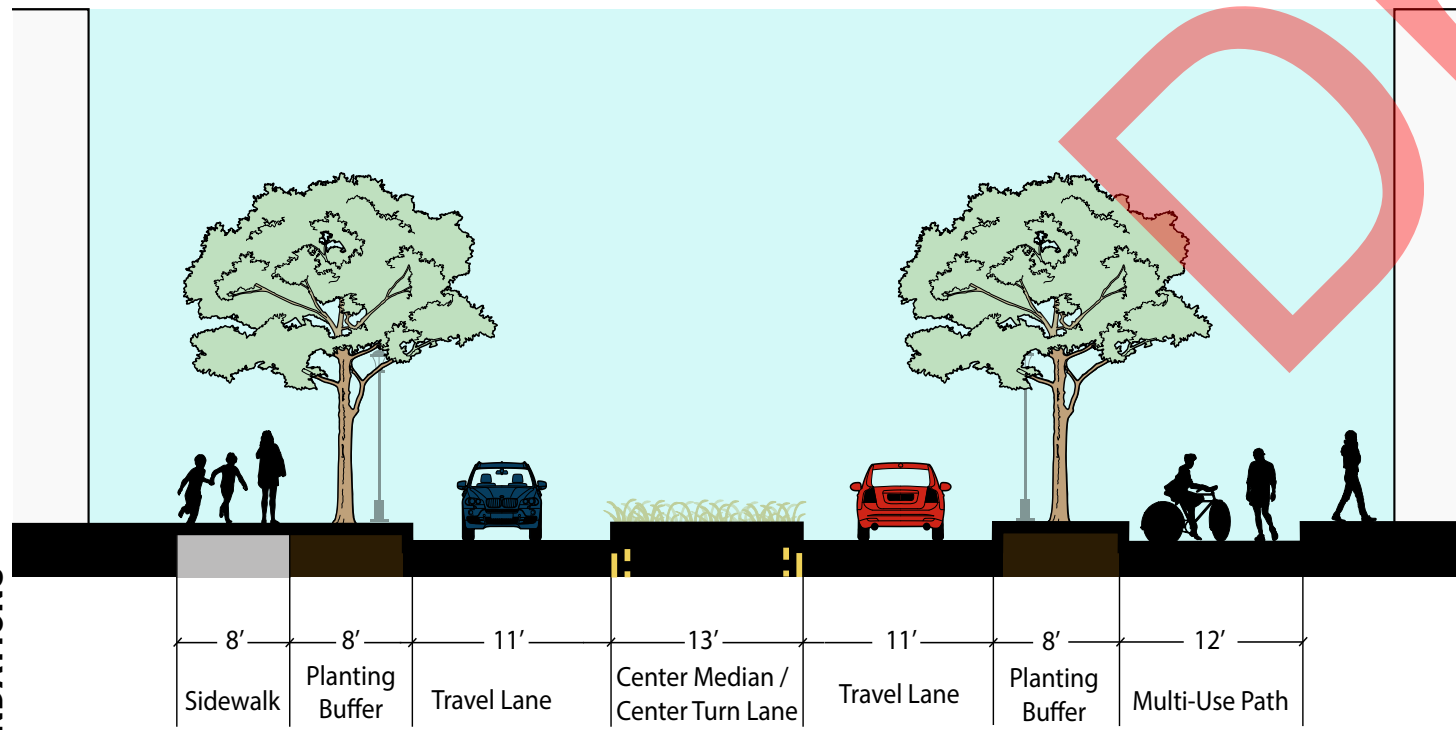 8′ 8′ 11′ 13′ 11′ 8′ 12′
Sidewalk
Planting
Buffer
Travel Lane
Center Median /
Center Turn Lane
Travel Lane
Planting
Buffer
Multi-Use Path